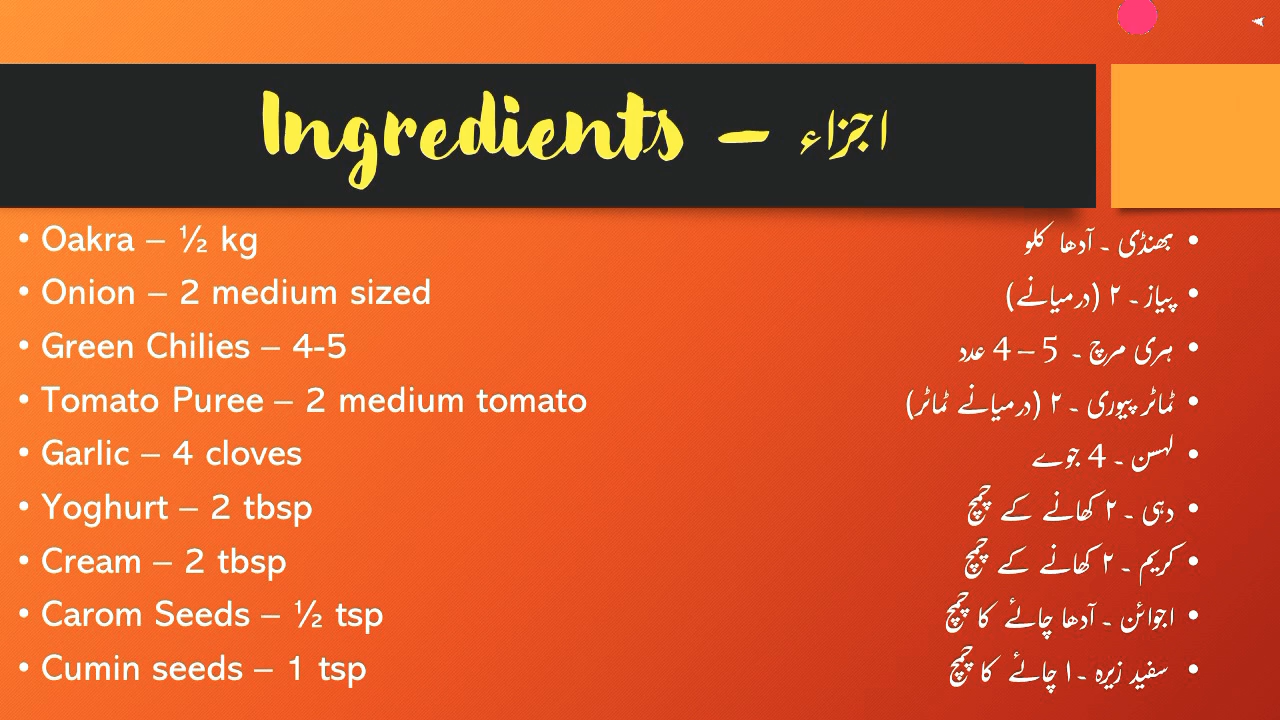 Ingredients – اجزاء
• Oakra – ½ kg
• Onion – 2 medium sized
• Green Chilies – 4-5
• Tomato Puree – 2 medium tomato
• Garlic – 4 cloves
• Yoghurt – 2 tbsp
• Cream – 2 tbsp
• Carom Seeds – ½ tsp
• Cumin seeds – 1 tsp
• بھنڈی ۔ آدھا کلو
• پیاز ۔ ۲ (درمیانے)
• ہری مرچ ۔ 5 – 4 عدد
• ٹماٹر پیوری ۔ ۲ (درمیانے ٹماٹر)
• لہسن ۔ 4 جوے
• دہی ۔ ۲ کھانے کے چمچ
• کریم ۔ ۲ کھانے کے چمچ
• اجوائن ۔ آدھا چائے کا چمچ
• سفید زیرہ ۔ ۱ چائے کا چمچ